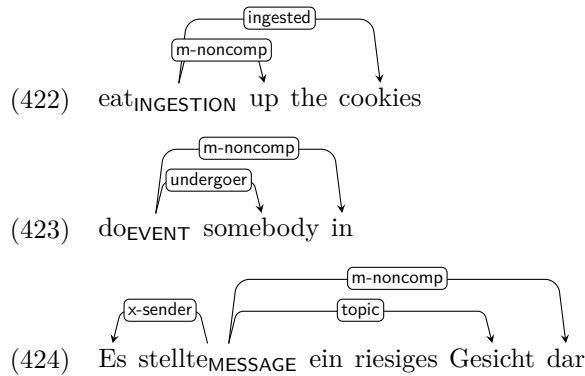 ingested
m-noncomp
(422) eatINGESTION up the cookies
m-noncomp
undergoer
(423) doEVENT somebody in
m-noncomp
x-sender topic
(424) Es stellteMESSAGE ein riesiges Gesicht dar